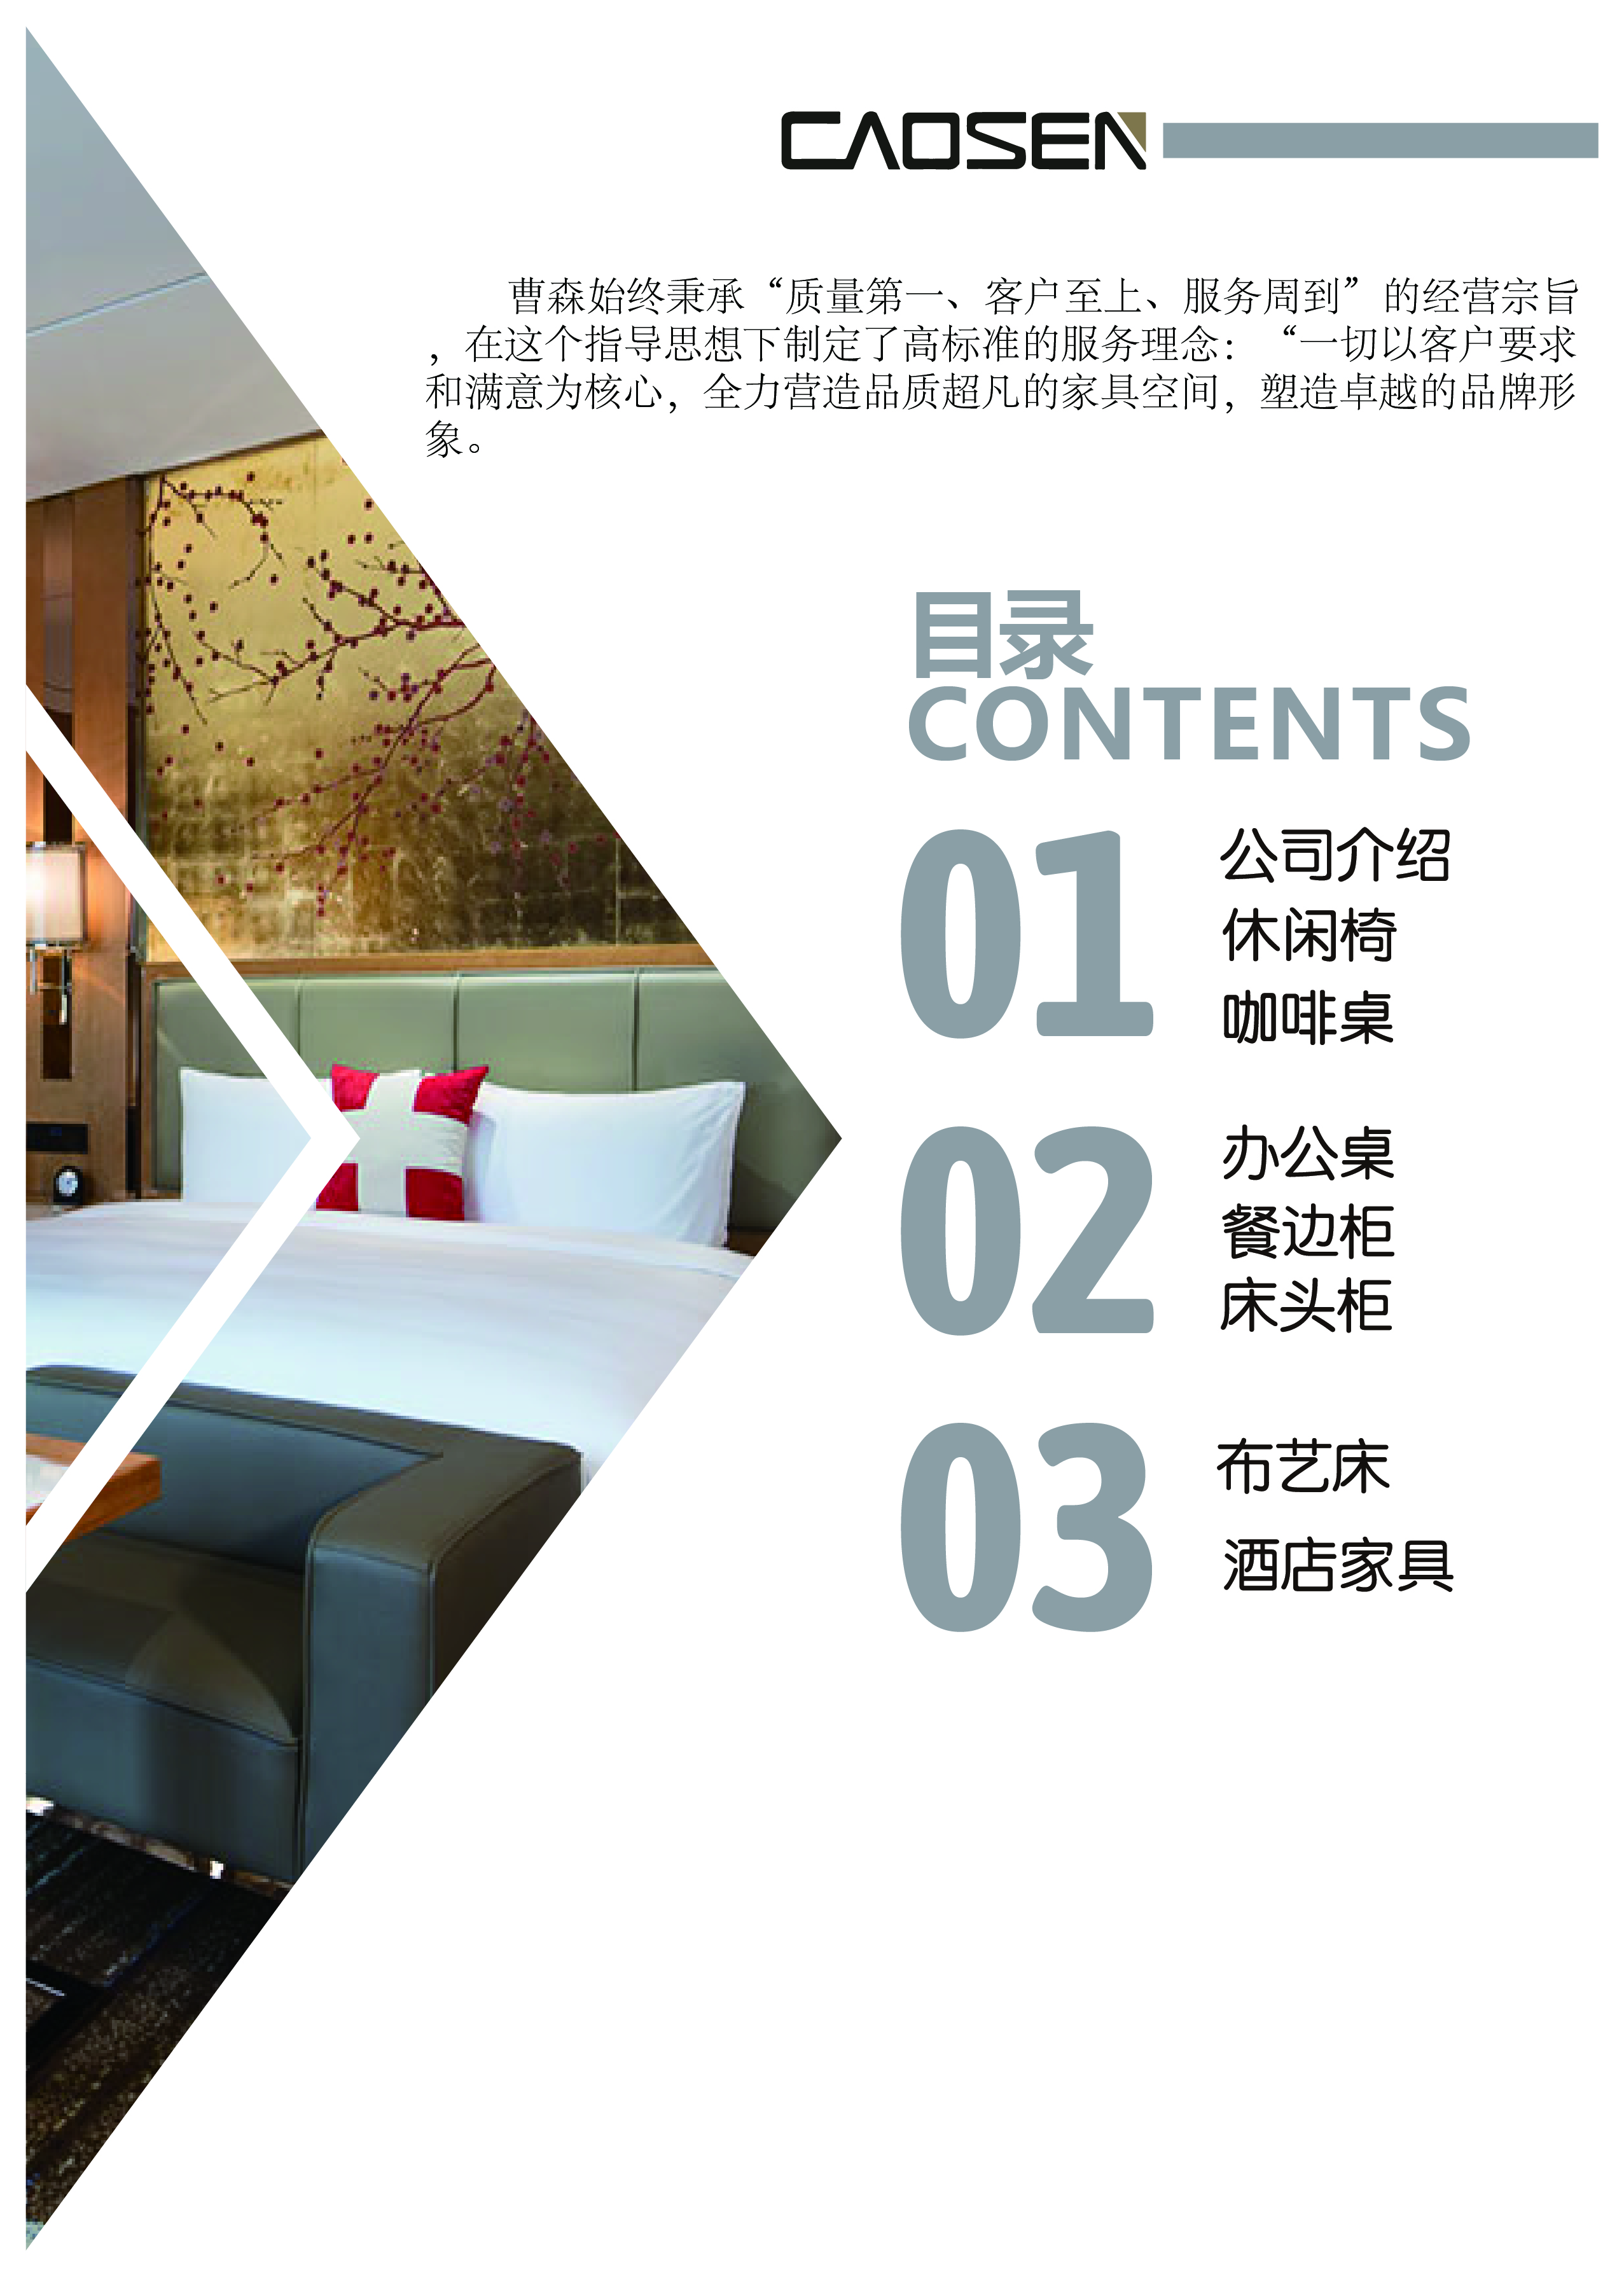 CAOSEN
曹森始终秉承“质量第一、客户至上、服务周到”的经营宗旨
，在这个指导思想下制定了高标准的服务理念：“一切以客户要求
和满意为核心，全力营造品质超凡的家具空间，塑造卓越的品牌形
象。
目录
CONTENTS
01
公司介绍
休闲椅
咖啡桌
02
办公桌
餐边柜
床头柜
03
布艺床
酒店家具